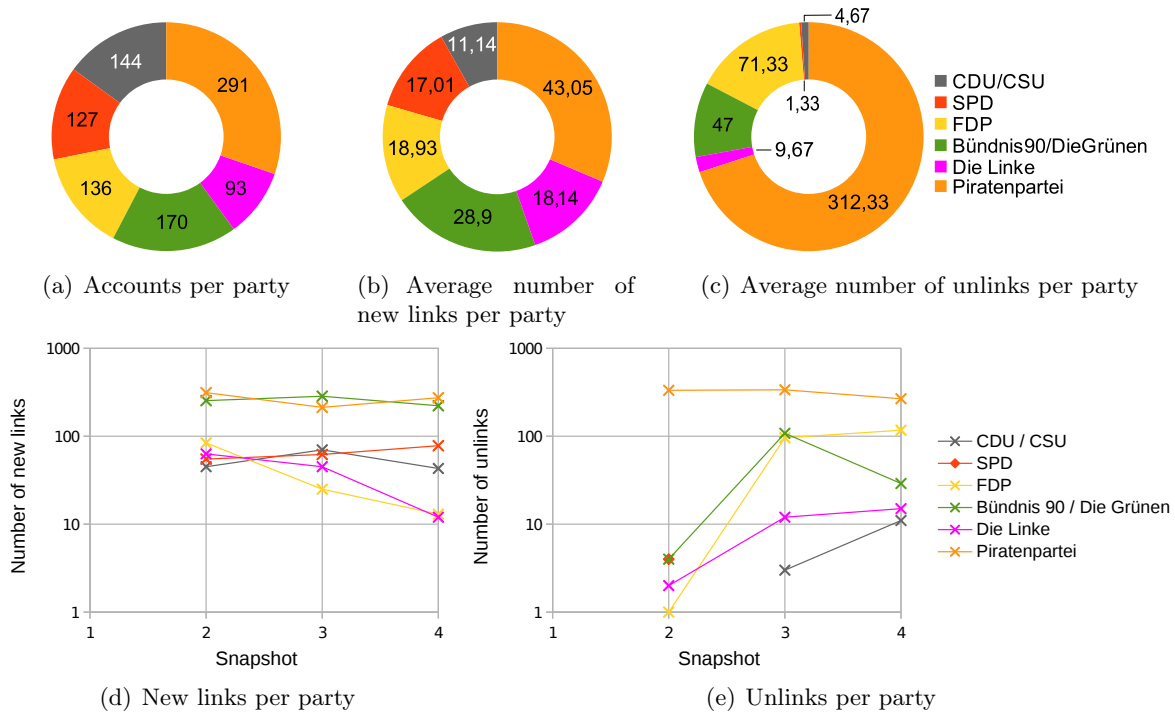 144
291
127
136
170
93
11,14
43,05
17,01
18,93
28,9
18,14
4,67
71,33
1,33
47
9,67
312,33
CDU/CSU
SPD
FDP
Bündnis90/DieGrünen
Die Linke
Piratenpartei
(a) Accounts per party
(b) Average number of
new links per party
(c) Average number of unlinks per party
Number of new links
1000
100
10
1
1 2 3 4
Snapshot
(d) New links per party
Number of unlinks
1000
100
10
1
1 2 3 4
Snapshot
(e) Unlinks per party
CDU / CSU
SPD
FDP
Bündnis 90 / Die Grünen
Die Linke
Piratenpartei